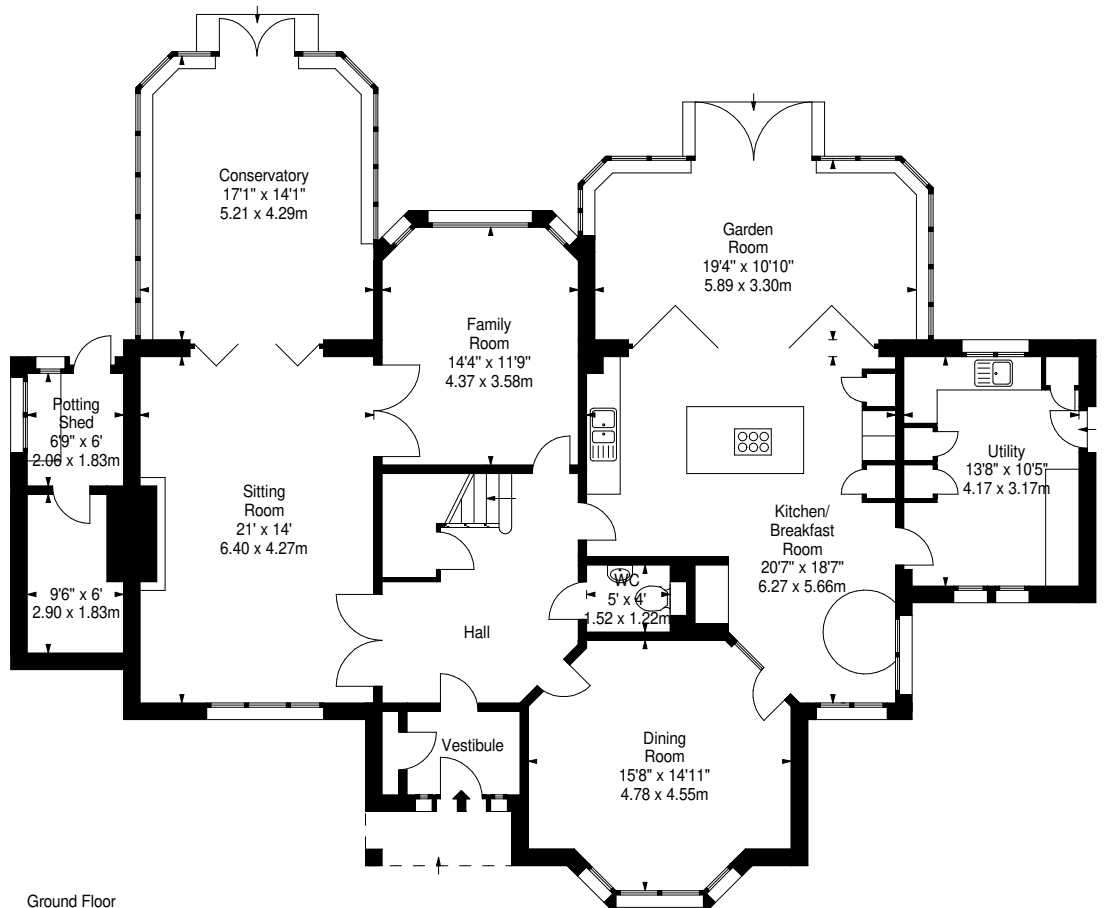 Conservatory
17'1" x 14'1"
5.21 x 4.29m
Garden
Room
19'4" x 10'10"
5.89 x 3.30m
Family
Room
14'4" x 11'9"
4.37 x 3.58m
Potting
Shed
6'9" x 6'
2.06 x 1.83m
Sitting
Room
21' x 14'
6.40 x 4.27m
Utility
13'8" x 10'5"
4.17 x 3.17m
Kitchen/
Breakfast
Room
20'7" x 18'7"
6.27 x 5.66m
9'6" x 6'
2.90 x 1.83m
WC
5' x 4'
1.52 x 1.22m
Hall
Vestibule
Dining
Room
15'8" x 14'11"
4.78 x 4.55m
Ground Floor